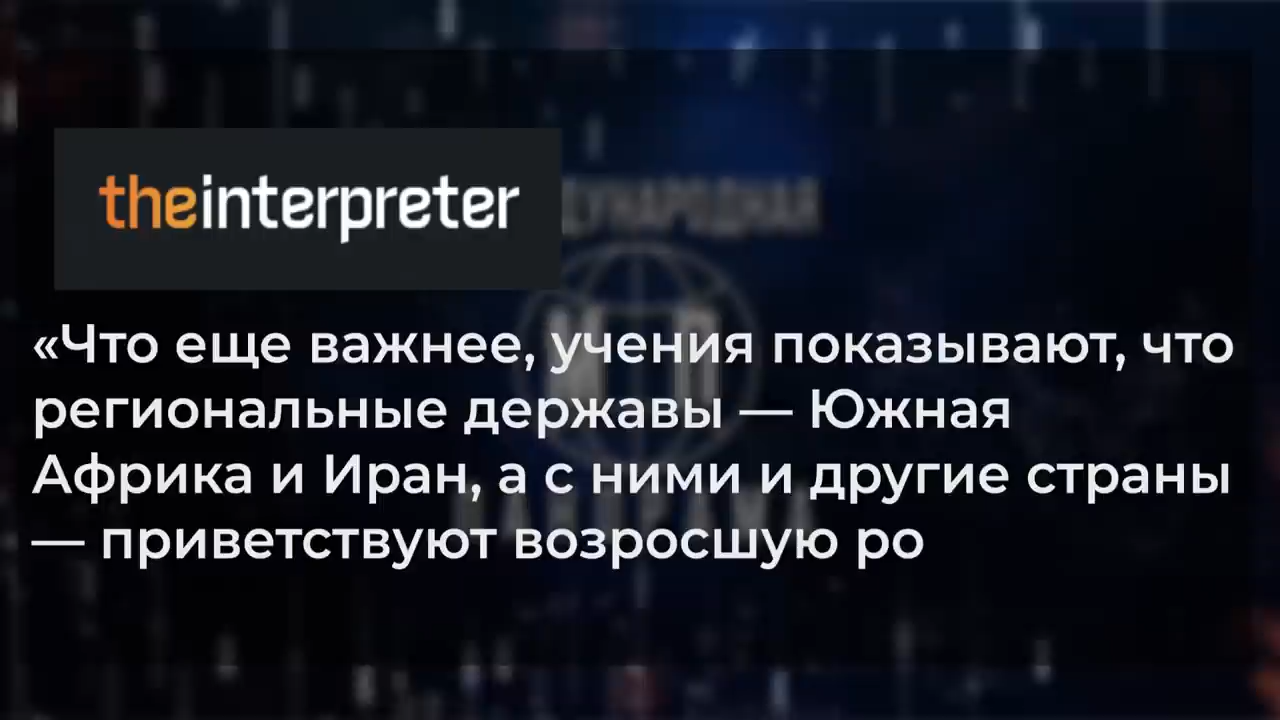 theinterpreter
«Что еще важнее, учения показывают, что
региональные державы — Южная
Африка и Иран, а с ними и другие страны
— приветствуют возросшую ро